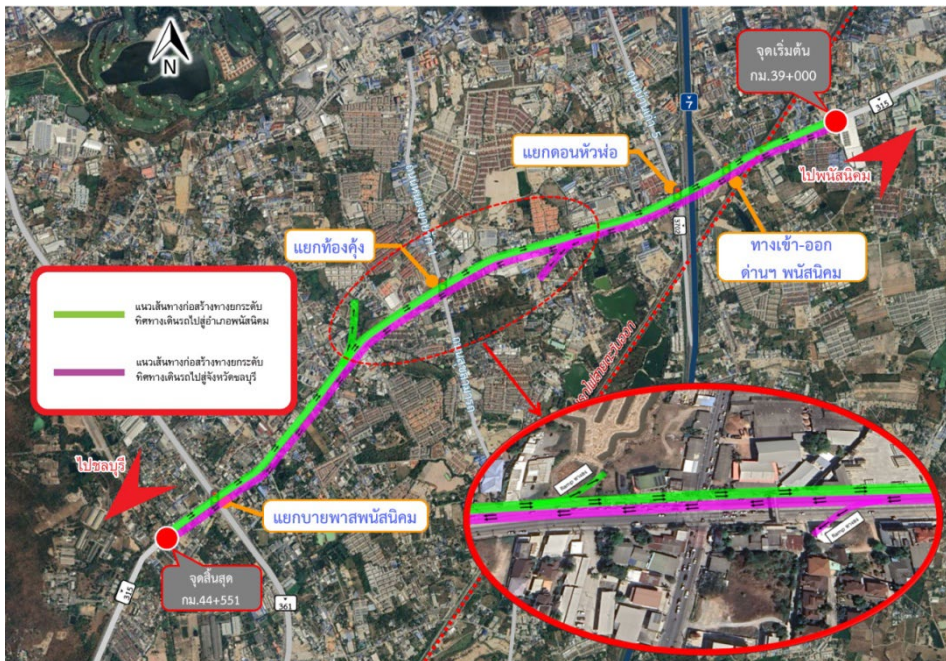 N
จุดเริ่มต้น
กม.39+000
315
7
ไปพนัสนิคม
แยกดอนหัวฬ่อ
ทางเข้า-ออก
ด่านฯ พนัสนิคม
แยกท้องคุ้ง
แนวเส้นทางก่อสร้างทางยกระดับ
ทิศทางเดินรถไปสู่อำเภอพนัสนิคม
แนวเส้นทางก่อสร้างทางยกระดับ
ทิศทางเดินรถไปสู่จังหวัดชลบุรี
ไปชลบุรี
แยกบายพาสพนัสนิคม
จุดสิ้นสุด
กม.44+551
315
361